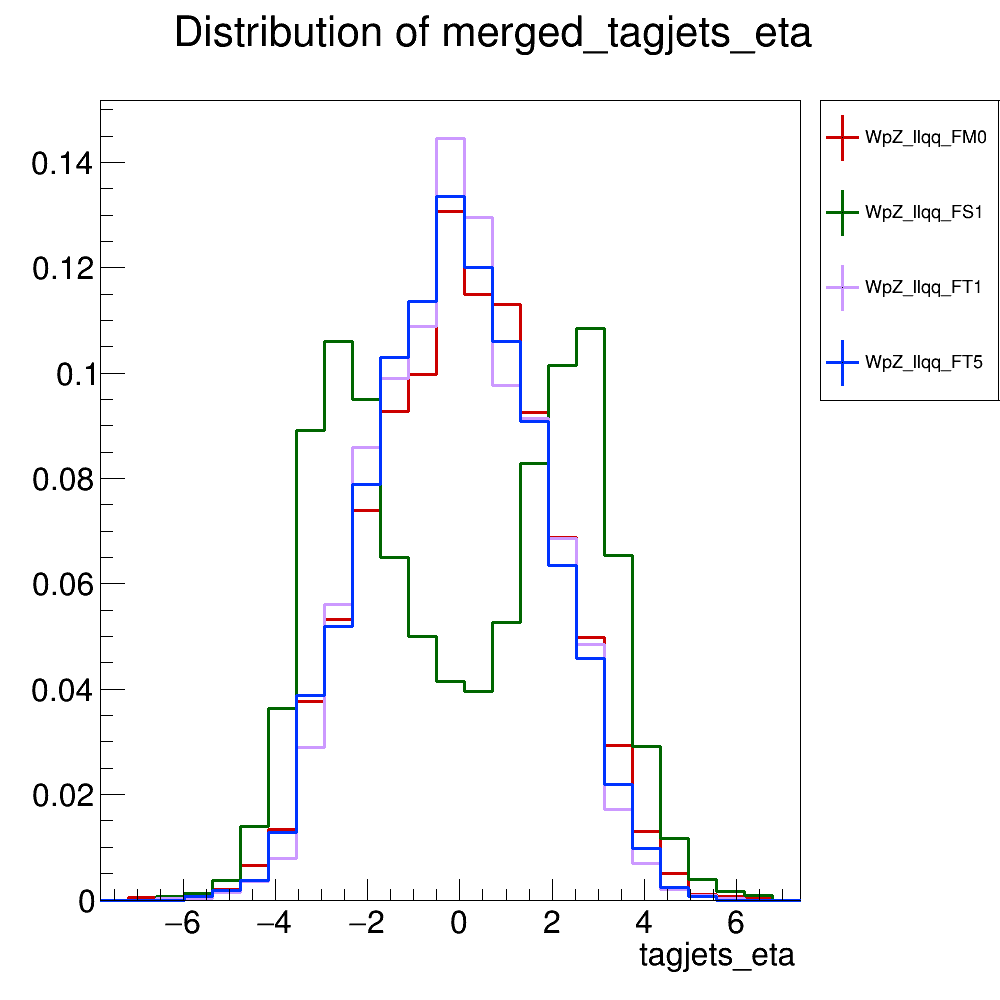 Distribution of merged_tagjets_eta
0.14
0.12
0.1
0.08
0.06
0.04
0.02
0
−6 −4 −2 0 2 4 6
tagjets_eta
WpZ_llqq_FM0
WpZ_llqq_FS1
WpZ_llqq_FT1
WpZ_llqq_FT5